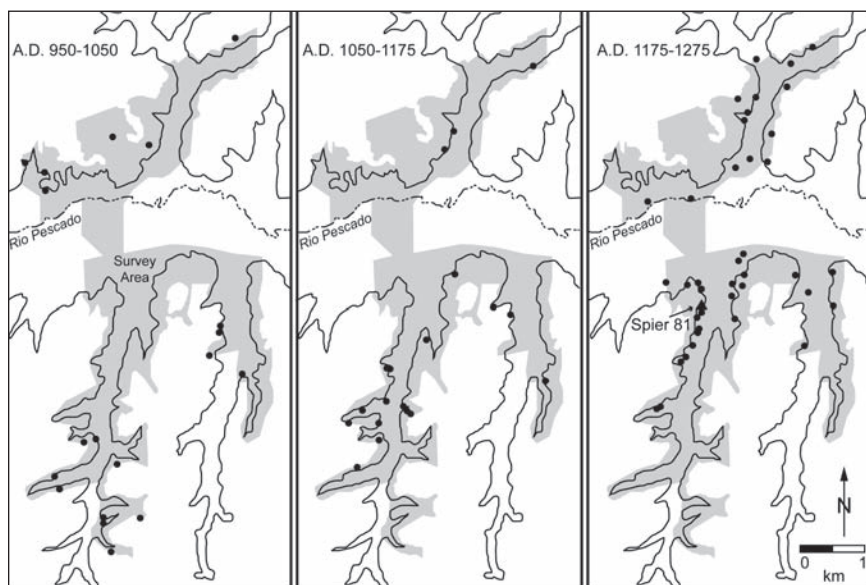 A.D. 950-1050
A.D. 1050-1175
A.D. 1175-1275
Rio Pescado
Survey
Area
Rio Pescado
Rio Pescado
Spier 81
N
0 1
km